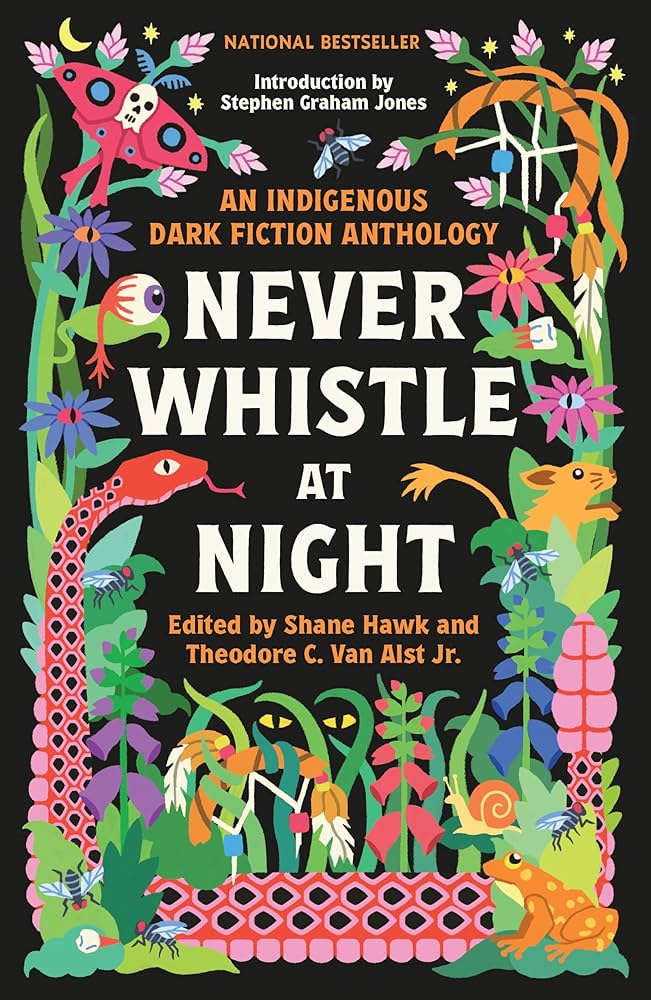 NATIONAL BESTSELLER
Introduction by
Stephen Graham Jones
AN INDIGENOUS
DARK FICTION ANTHOLOGY
NEVER
WHISTLE
AT
NIGHT
Edited by Shane Hawk and
Theodore C. Van Alst Jr.